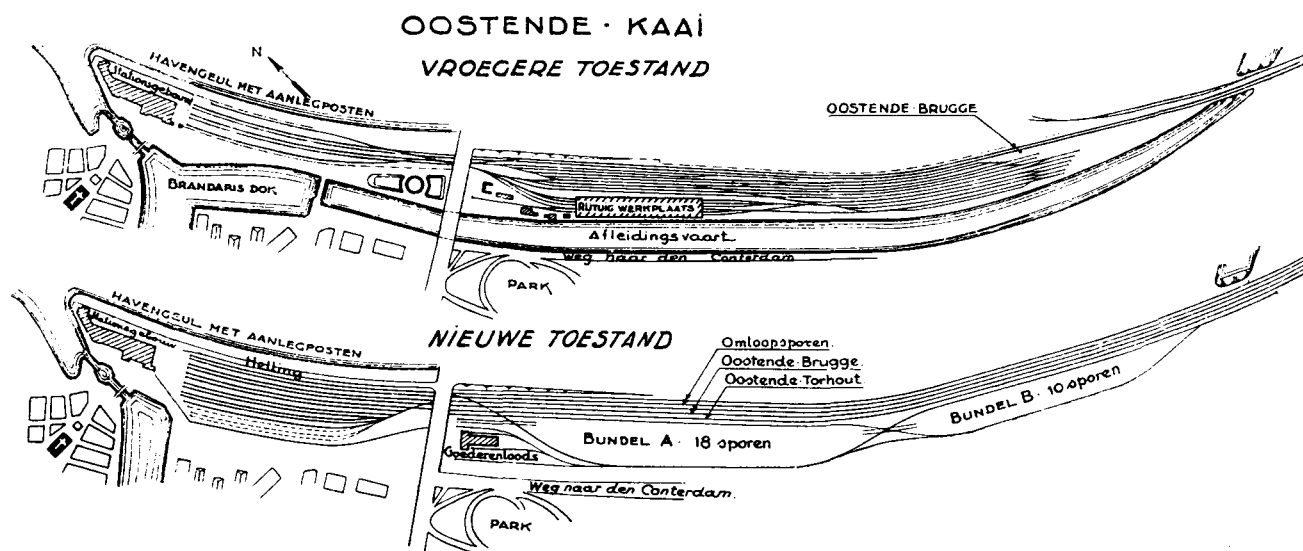 OOSTENDE · KAAI
VROEGERE TOESTAND
N
HAVENGEUL MET AANLEGPOSTEN
Stationsgebouw
OOSTENDE · BRUGGE
BRANDARIS DOK
RIJTUIG WERKPLAATS
Afleidingsvaart
Weg naar den Conterdam
PARK
NIEUWE TOESTAND
HAVENGEUL MET AANLEGPOSTEN
Stationsgebouw
Helling
Omloopsporen
Oostende · Brugge
Oostende · Torhout
BUNDEL B · 10 sporen
BUNDEL A · 18 sporen
Goederenloods
Weg naar den Conterdam.
PARK